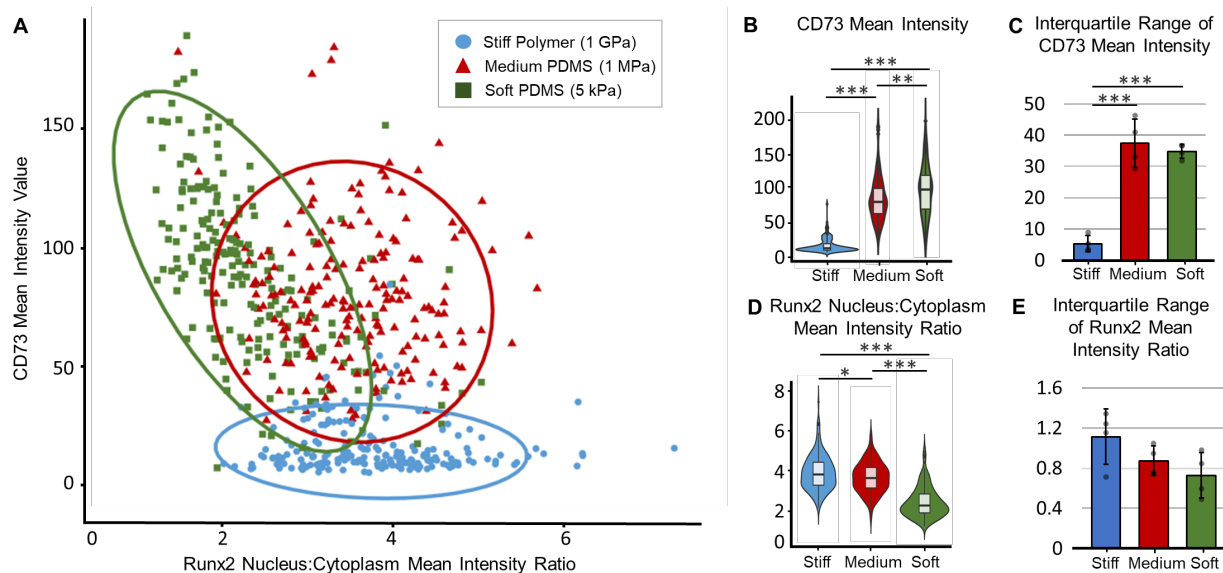 A
CD73 Mean Intensity Value
150
100
50
0
0
2
4
6
Runx2 Nucleus:Cytoplasm Mean Intensity Ratio
Stiff Polymer (1 GPa)
Medium PDMS (1 MPa)
Soft PDMS (5 kPa)
B
CD73 Mean Intensity
***
***
**
200
150
100
50
0
Stiff
Medium
Soft
C
Interquartile Range of
CD73 Mean Intensity
***
***
50
40
30
20
10
0
Stiff
Medium
Soft
D
Runx2 Nucleus:Cytoplasm
Mean Intensity Ratio
***
*
***
8
6
4
2
0
Stiff
Medium
Soft
E
Interquartile Range
of Runx2 Mean
Intensity Ratio
1.6
1.2
0.8
0.4
0
Stiff
Medium
Soft